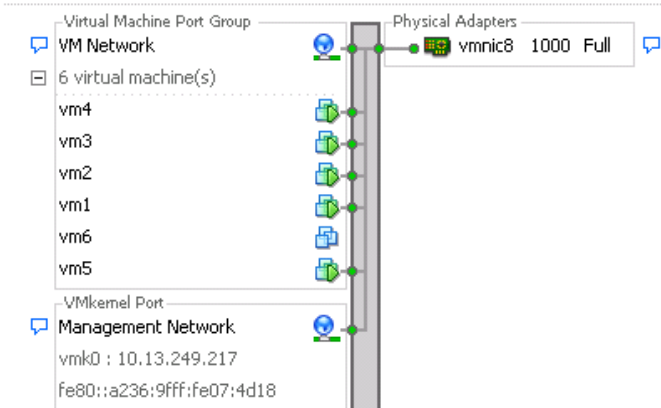 Virtual Machine Port Group
VM Network
6 virtual machine(s)
vm4
vm3
vm2
vm1
vm6
vm5
VMkernel Port
Management Network
vmk0 : 10.13.249.217
fe80::a236:9fff:fe07:4d18
Physical Adapters
vmnic8 1000 Full